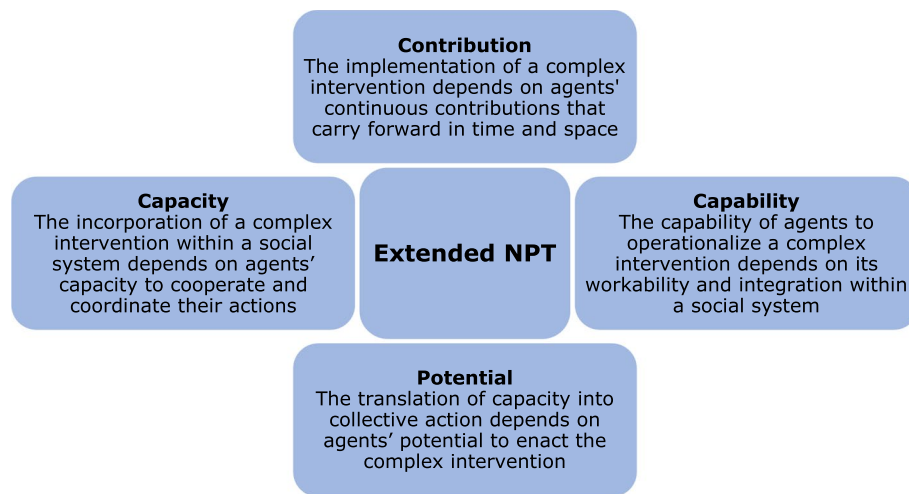 Contribution
The implementation of a complex
intervention depends on agents'
continuous contributions that
carry forward in time and space
Capacity
The incorporation of a complex
intervention within a social
system depends on agents’
capacity to cooperate and
coordinate their actions
Extended NPT
Capability
The capability of agents to
operationalize a complex
intervention depends on its
workability and integration within
a social system
Potential
The translation of capacity into
collective action depends on
agents’ potential to enact the
complex intervention